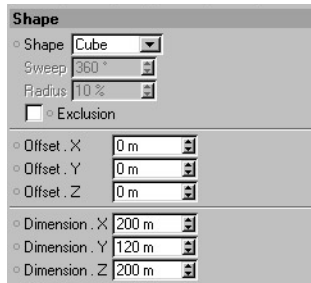 Shape
Shape Cube
Sweep 360 °
Radius 10 %
Exclusion
Offset . X 0 m
Offset . Y 0 m
Offset . Z 0 m
Dimension . X 200 m
Dimension . Y 120 m
Dimension . Z 200 m